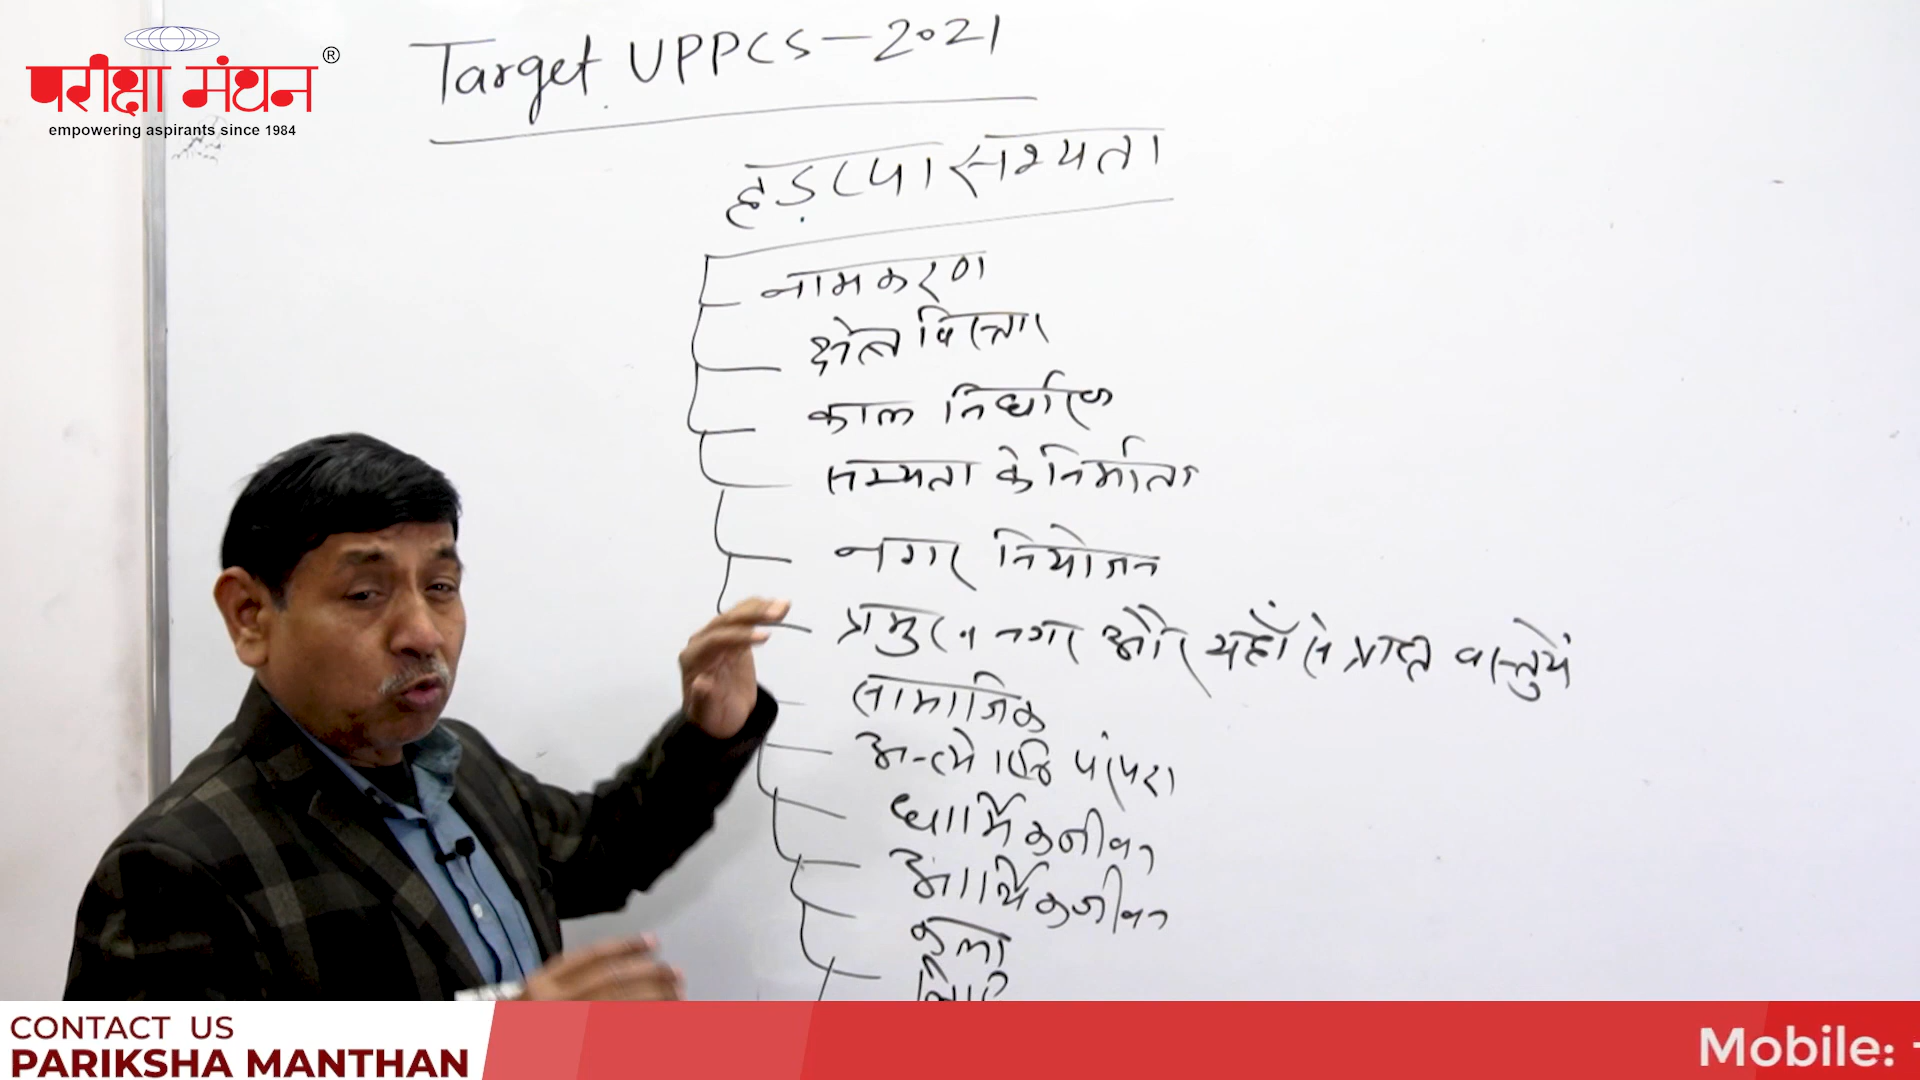 परीक्षा मंथन ®
empowering aspirants since 1984
Target UPPCS-2021
हड़प्पा सभ्यता
नामकरण
क्षेत्र विस्तार
काल निर्धारण
सभ्यता के निर्माता
नगर नियोजन
प्रमुख नगर और यहाँ से प्राप्त वस्तुयें
सामाजिक
अन्त्येष्टि परंपरा
धार्मिक जीवन
आर्थिक जीवन
कला
CONTACT US
PARIKSHA MANTHAN
Mobile: